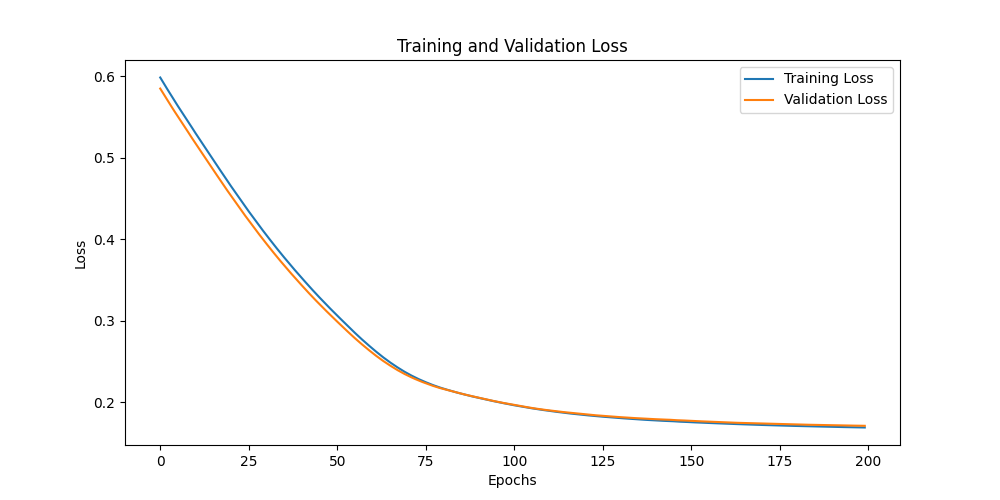 Training and Validation Loss
Training Loss
Validation Loss
0.6
0.5
0.4
0.3
0.2
Loss
0 25 50 75 100 125 150 175 200
Epochs